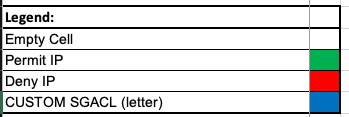 Legend:
Empty Cell
Permit IP
Deny IP
CUSTOM SGACL (letter)